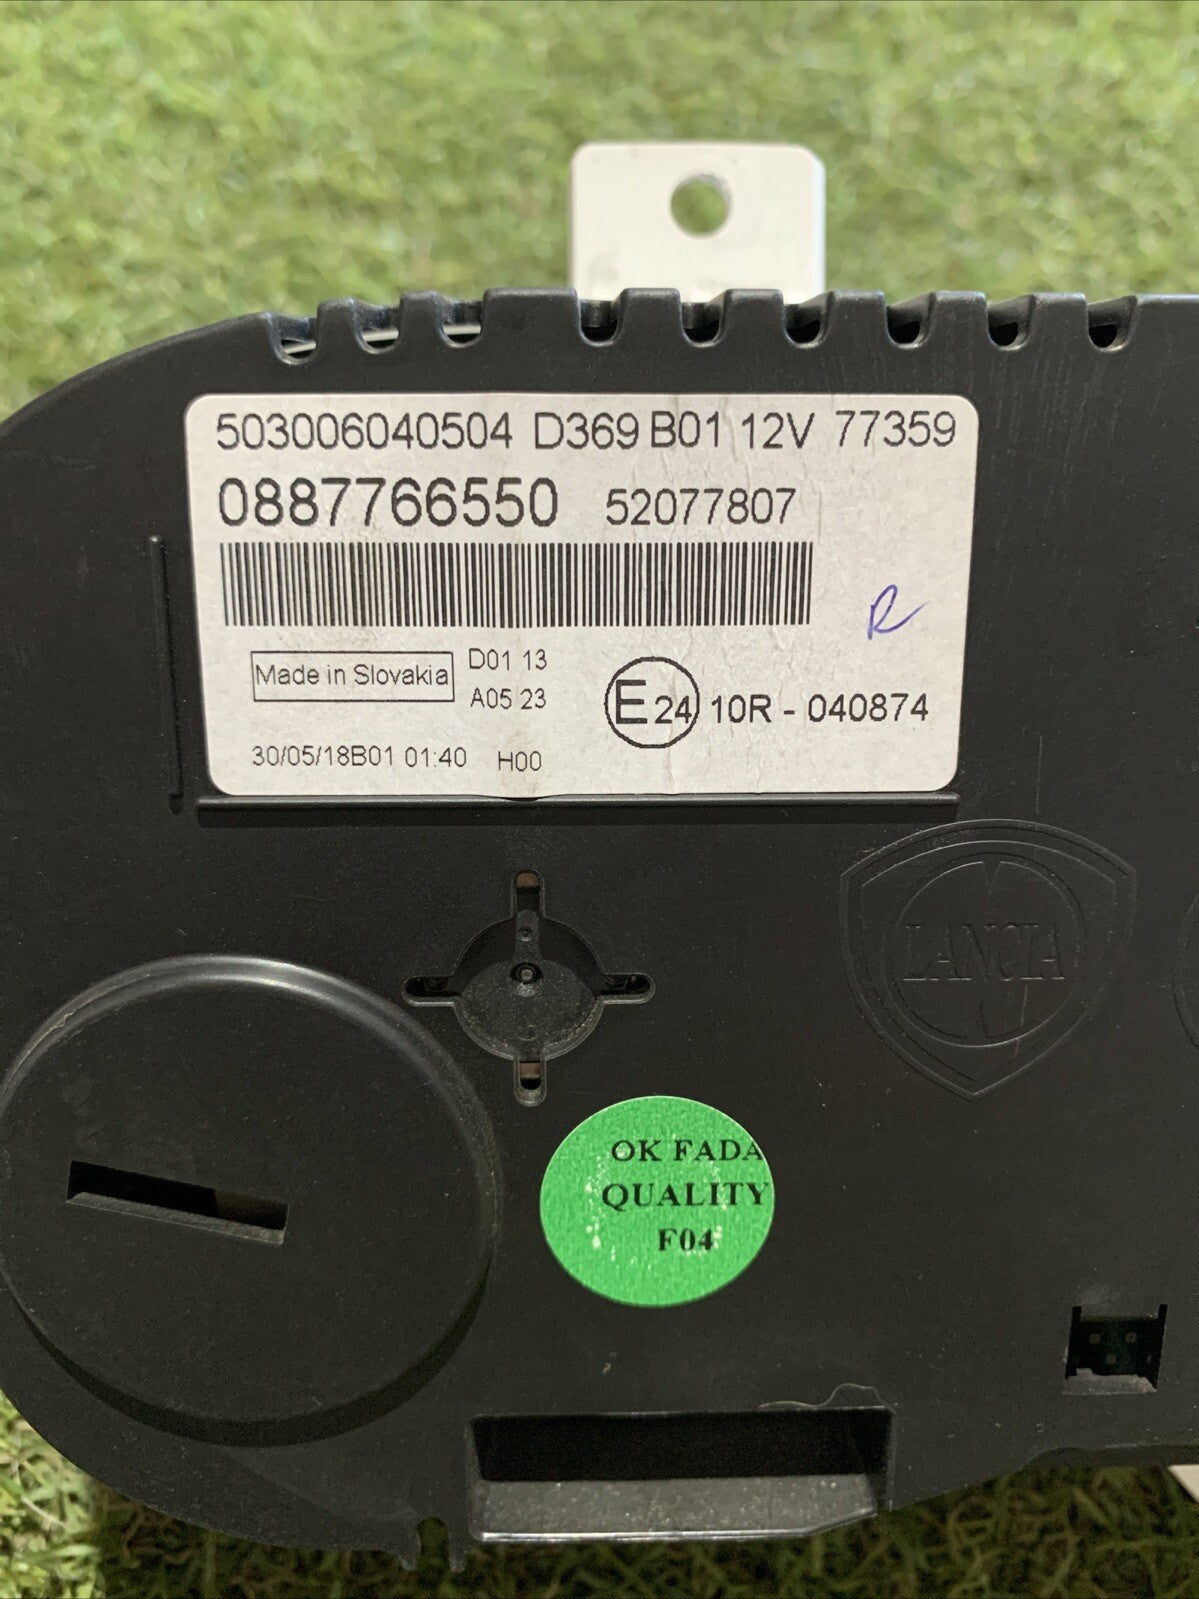 503006040504 D369 B01 12V 77359
0887766550 52077807
R
Made in Slovakia
D01 13
A05 23
E24 10R - 040874
30/05/18B01 01:40 H00
LANCIA
OK FADA
QUALITY
F04